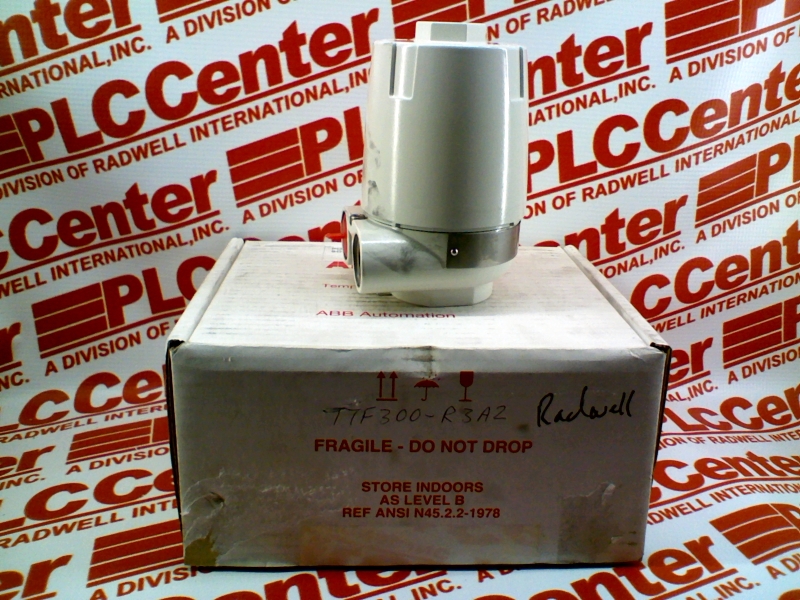 PLCCenter
A DIVISION OF RADWELL INTERNATIONAL,INC.
Temp
ABB Automation
TTF300-R3A2
Radwell
FRAGILE - DO NOT DROP
STORE INDOORS
AS LEVEL B
REF ANSI N45.2.2-1978